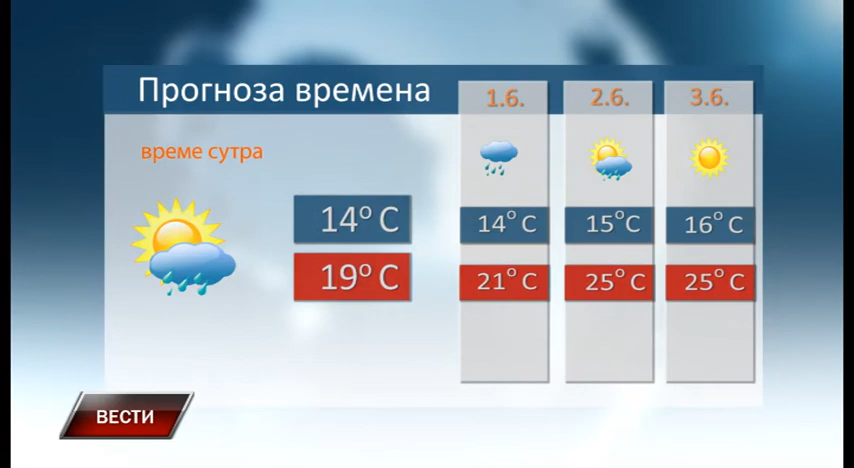 Прогноза времена
време сутра
14° C
19° C
1.6.
14° C
21° C
2.6.
15°C
25° C
3.6.
16° C
25° C
ВЕСТИ